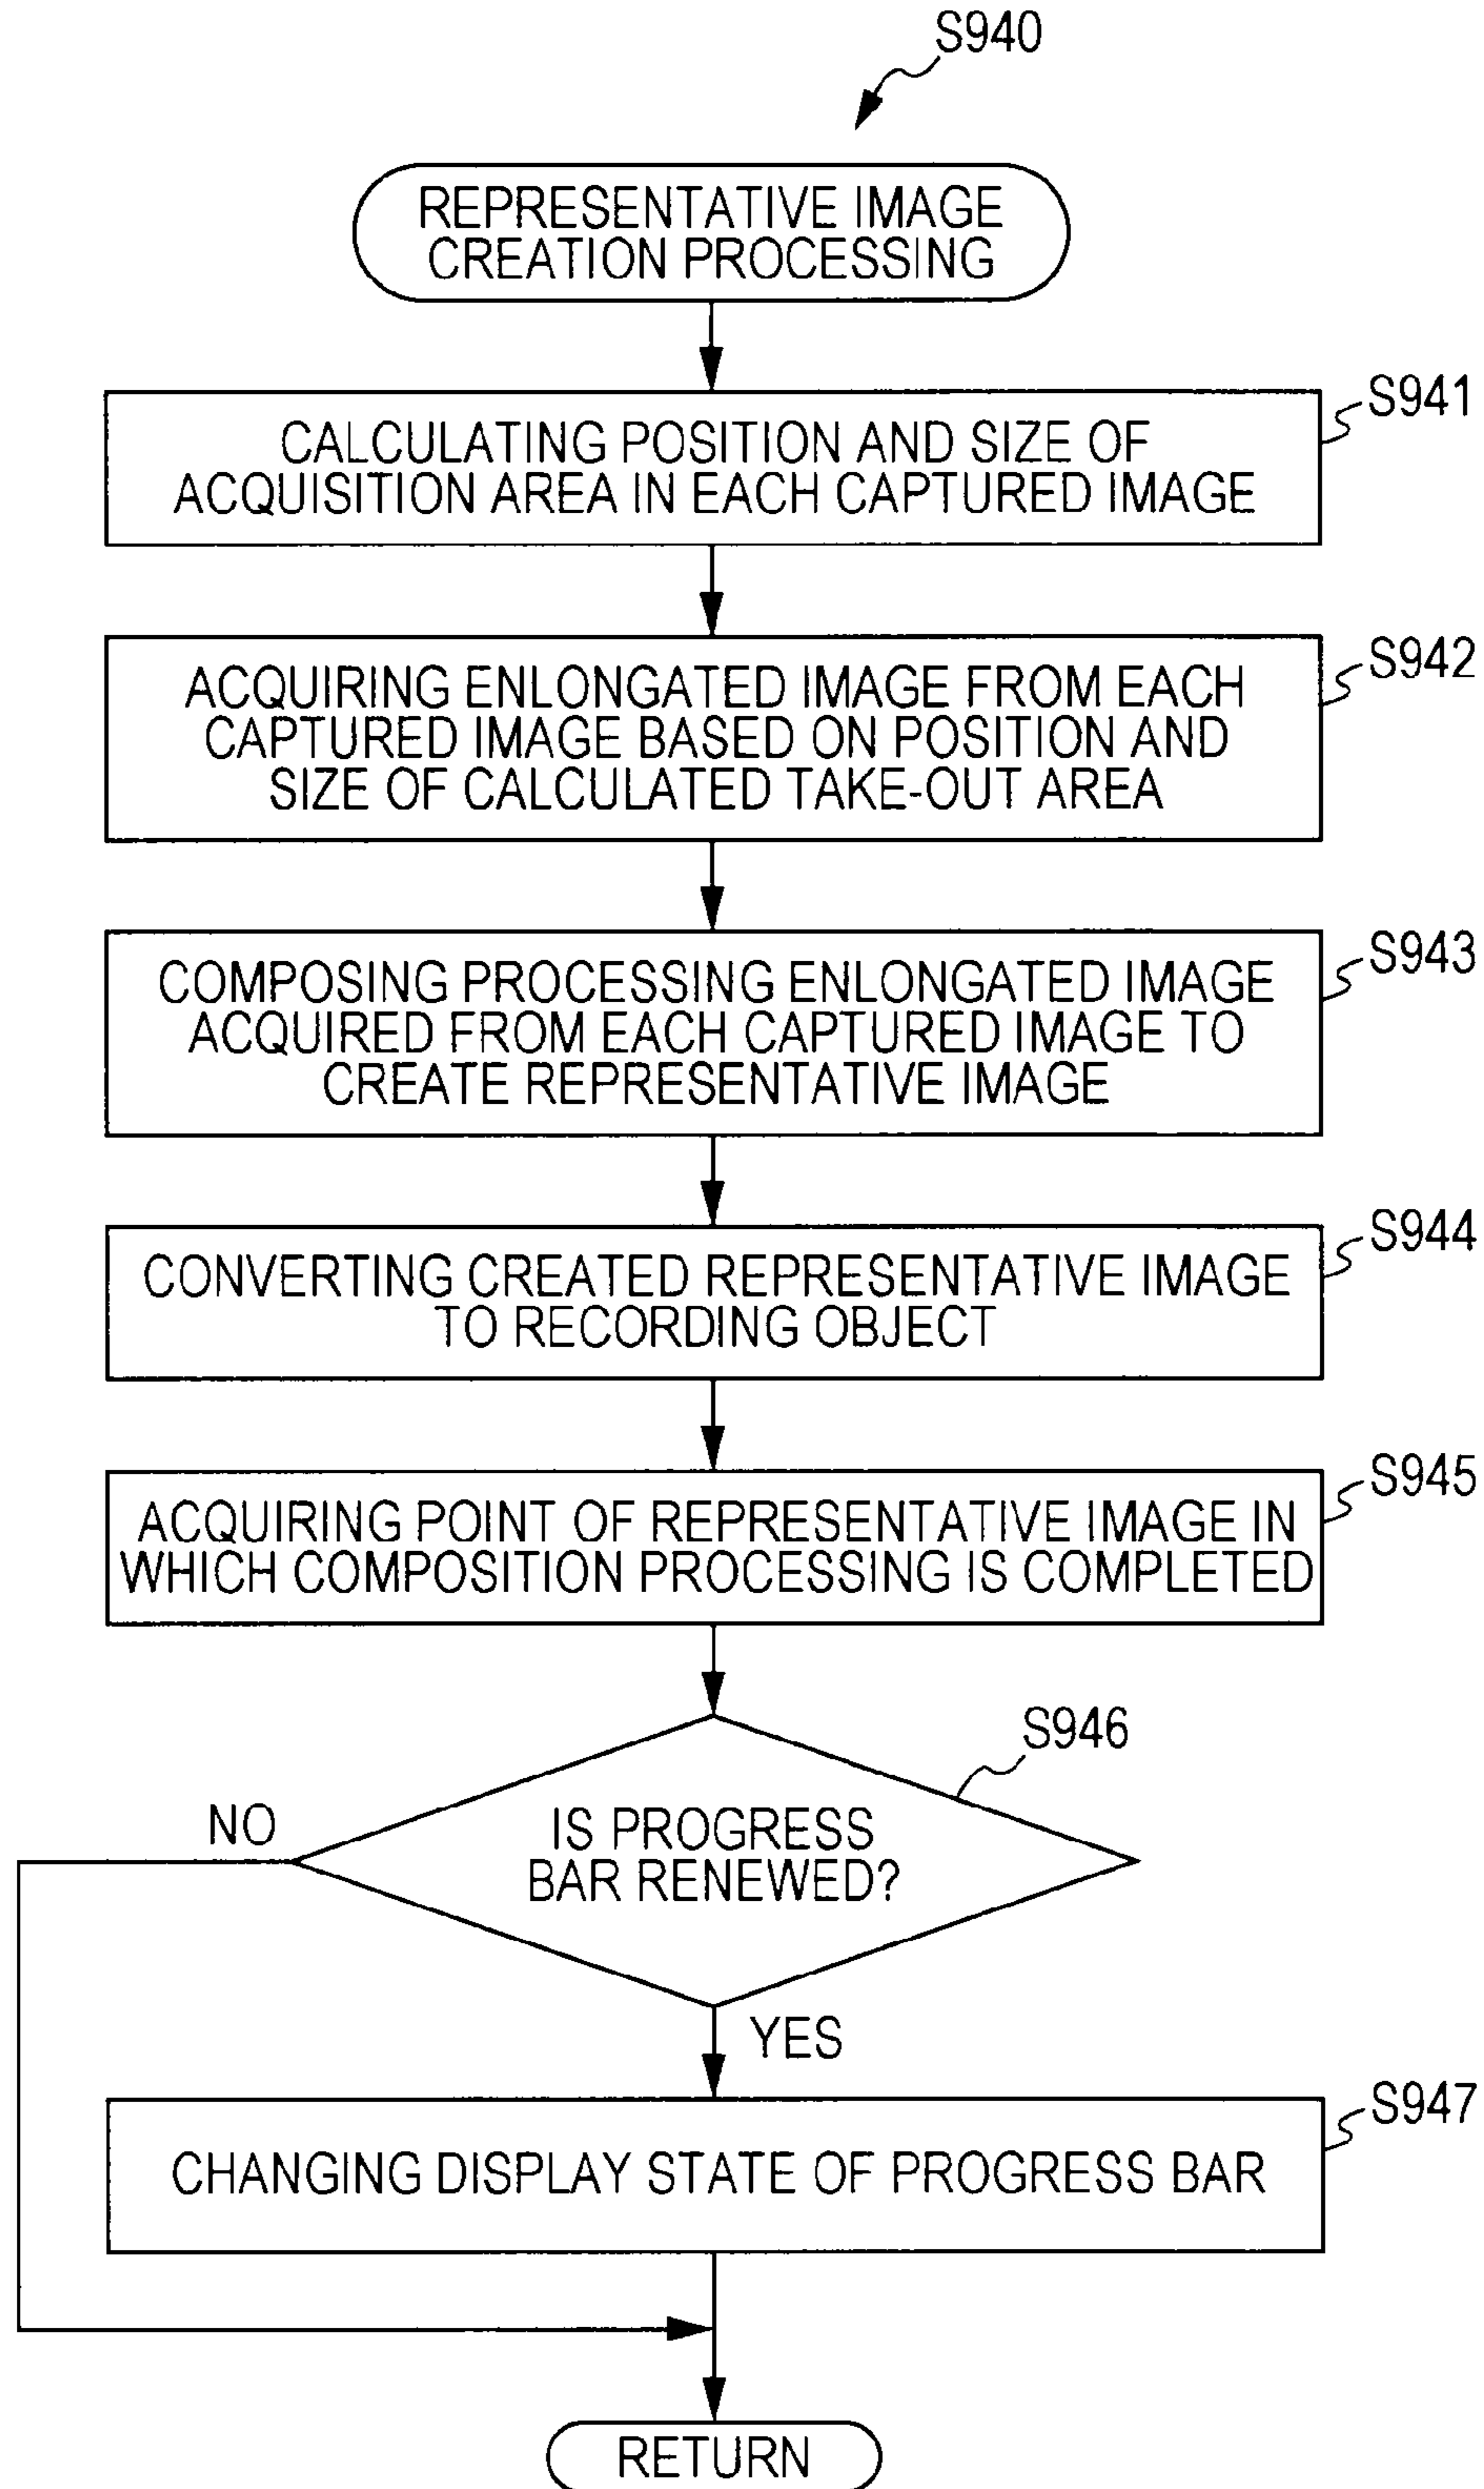 S940
REPRESENTATIVE IMAGE
CREATION PROCESSING
S941
CALCULATING POSITION AND SIZE OF
ACQUISITION AREA IN EACH CAPTURED IMAGE
S942
ACQUIRING ENLONGATED IMAGE FROM EACH
CAPTURED IMAGE BASED ON POSITION AND
SIZE OF CALCULATED TAKE-OUT AREA
S943
COMPOSING PROCESSING ENLONGATED IMAGE
ACQUIRED FROM EACH CAPTURED IMAGE TO
CREATE REPRESENTATIVE IMAGE
S944
CONVERTING CREATED REPRESENTATIVE IMAGE
TO RECORDING OBJECT
S945
ACQUIRING POINT OF REPRESENTATIVE IMAGE IN
WHICH COMPOSITION PROCESSING IS COMPLETED
S946
NO
IS PROGRESS
BAR RENEWED?
YES
S947
CHANGING DISPLAY STATE OF PROGRESS BAR
RETURN